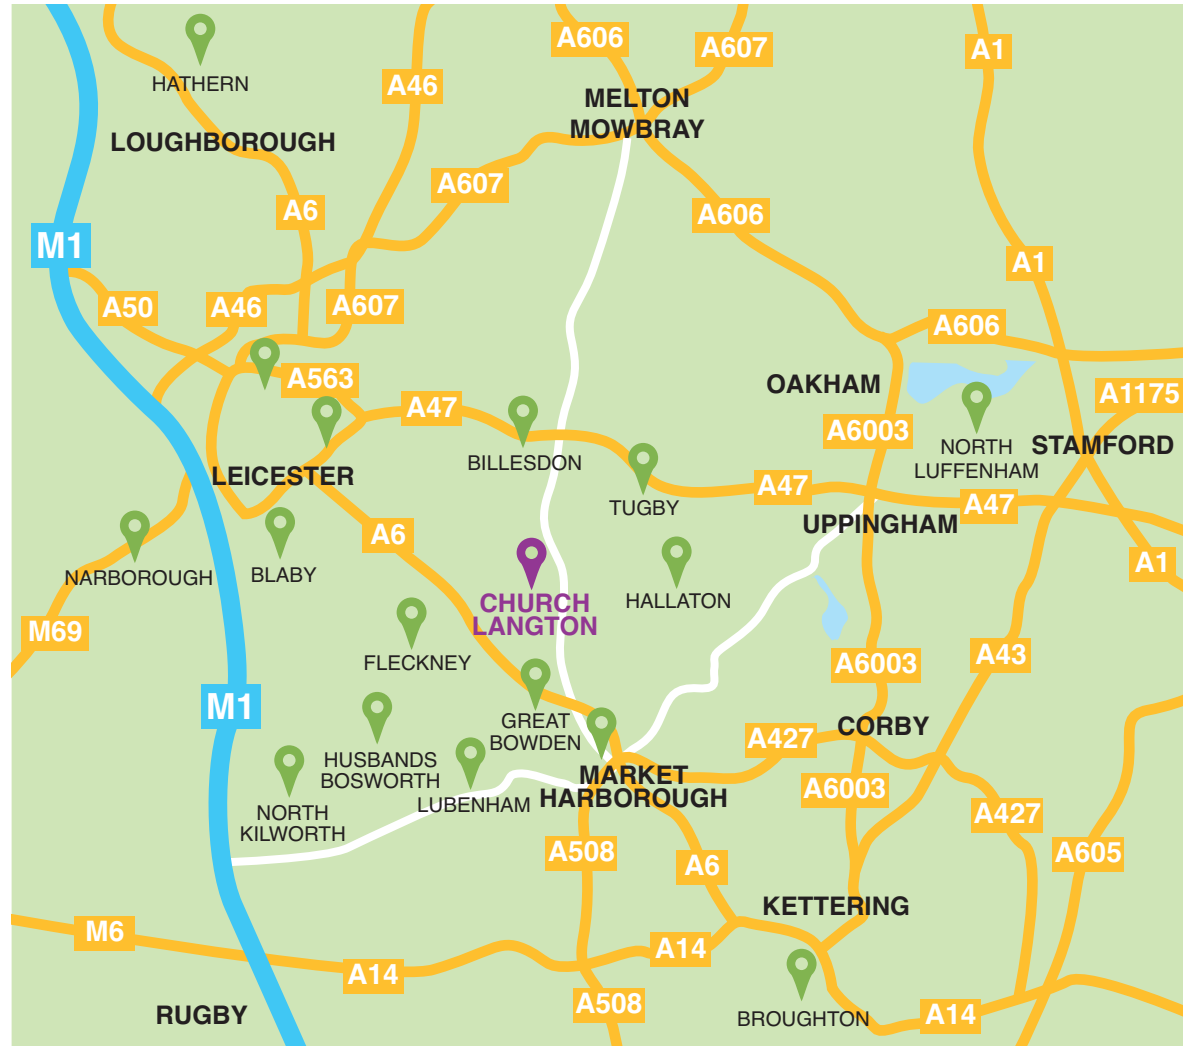 A606
A607
A1
HATHERN
A46
MELTON
MOWBRAY
LOUGHBOROUGH
A607
A6
A606
M1
A1
A50
A46
A607
A606
A563
OAKHAM
A1175
A47
A6003
NORTH
LUFFENHAM
STAMFORD
BILLESDON
LEICESTER
TUGBY
A47
A47
UPPINGHAM
A6
NARBOROUGH
BLABY
A1
CHURCH
LANGTON
HALLATON
M69
FLECKNEY
A6003
A43
M1
GREAT
BOWDEN
CORBY
A427
HUSBANDS
BOSWORTH
MARKET
HARBOROUGH
LUBENHAM
A6003
NORTH
KILWORTH
A427
A508
A6
A605
KETTERING
M6
A14
A14
A508
RUGBY
BROUGHTON
A14